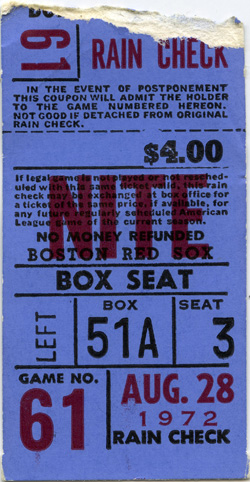 BO
61
RAIN CHECK
IN THE EVENT OF POSTPONEMENT
THIS COUPON WILL ADMIT THE HOLDER
TO THE GAME NUMBERED HEREON.
NOT GOOD IF DETACHED FROM ORIGINAL
RAIN CHECK.
$4.00
If legal game is not played or not resched-
uled with this same ticket valid, this rain
check may be exchanged at box office for
a ticket of the same price, if available, for
any future regularly scheduled American
League game of the current season.
NO MONEY REFUNDED
BOSTON RED SOX
BOX SEAT
LEFT
BOX
51A
SEAT
3
GAME NO.
61
AUG. 28
1972
RAIN CHECK